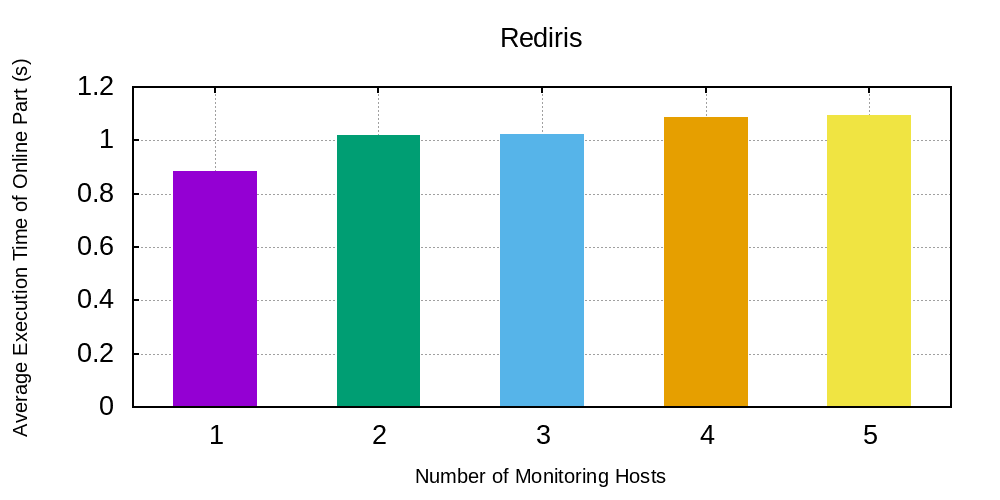 Rediris
Average Execution Time of Online Part (s)
1.2
1
0.8
0.6
0.4
0.2
0
1 2 3 4 5
Number of Monitoring Hosts